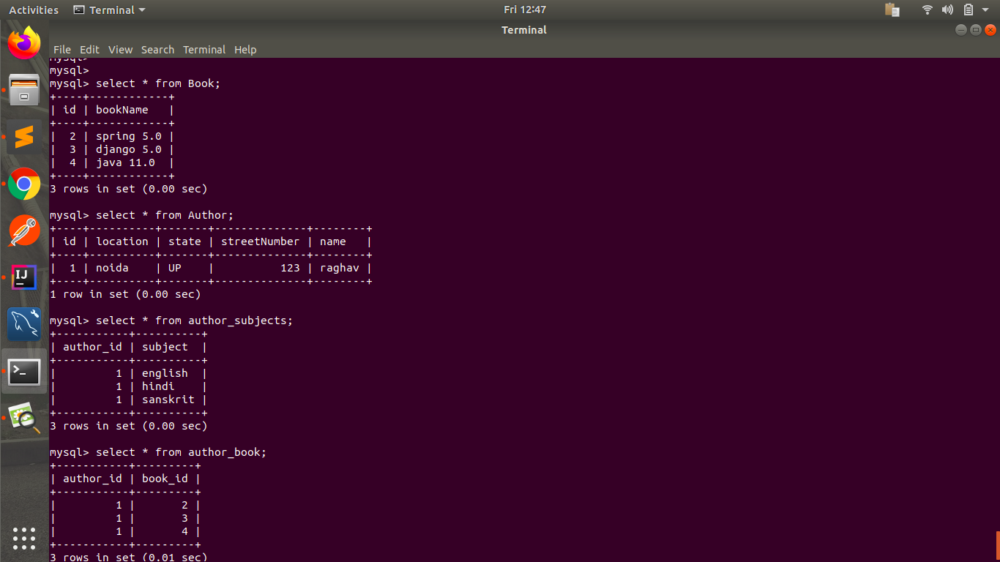 Activities Terminal Fri 12:47
Terminal
File Edit View Search Terminal Help
mysql>
mysql>
mysql> select * from Book;
+----+------------+
| id | bookName   |
+----+------------+
|  2 | spring 5.0 |
|  3 | django 5.0 |
|  4 | java 11.0  |
+----+------------+
3 rows in set (0.00 sec)

mysql> select * from Author;
+----+----------+-------+--------------+--------+
| id | location | state | streetNumber | name   |
+----+----------+-------+--------------+--------+
|  1 | noida    | UP    |          123 | raghav |
+----+----------+-------+--------------+--------+
1 row in set (0.00 sec)

mysql> select * from author_subjects;
+-----------+----------+
| author_id | subject  |
+-----------+----------+
|         1 | english  |
|         1 | hindi    |
|         1 | sanskrit |
+-----------+----------+
3 rows in set (0.00 sec)

mysql> select * from author_book;
+-----------+---------+
| author_id | book_id |
+-----------+---------+
|         1 |       2 |
|         1 |       3 |
|         1 |       4 |
+-----------+---------+
3 rows in set (0.01 sec)
IJ